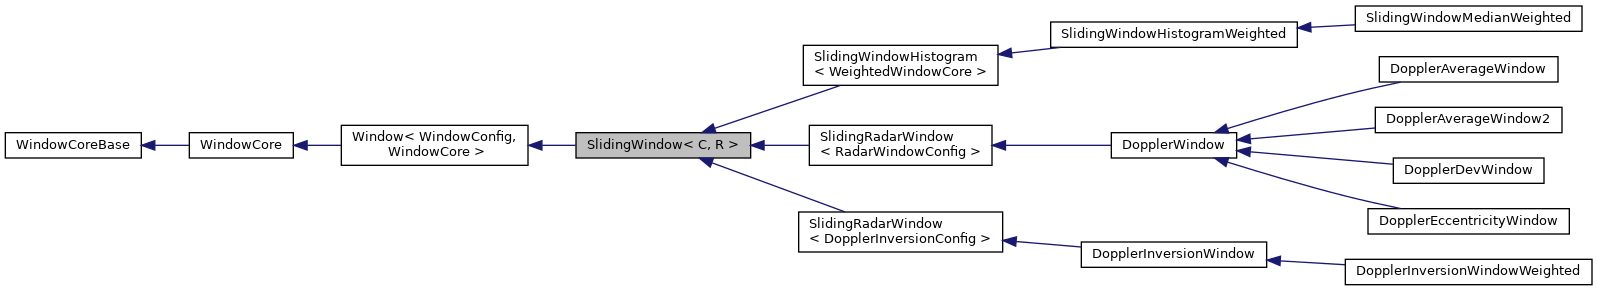 WindowCoreBase
WindowCore
Window< WindowConfig,
WindowCore >
SlidingWindow< C, R >
SlidingWindowHistogram
< WeightedWindowCore >
SlidingWindowHistogramWeighted
SlidingWindowMedianWeighted
SlidingRadarWindow
< RadarWindowConfig >
DopplerWindow
DopplerAverageWindow
DopplerAverageWindow2
DopplerDevWindow
DopplerEccentricityWindow
SlidingRadarWindow
< DopplerInversionConfig >
DopplerInversionWindow
DopplerInversionWindowWeighted